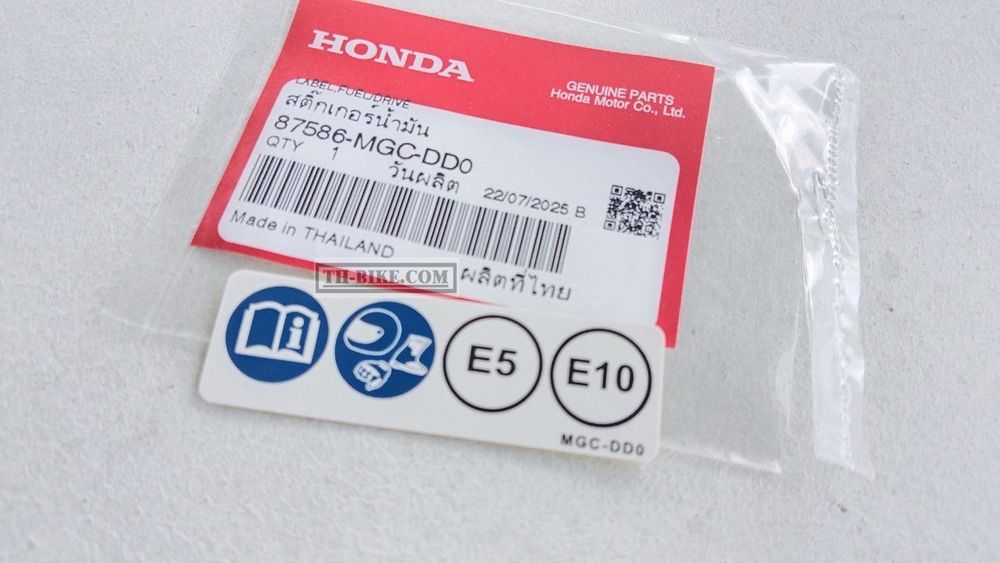 HONDA
GENUINE PARTS
Honda Motor Co., Ltd.
LABEL,FUEL/DRIVE
สติ๊กเกอร์น้ำมัน
87586-MGC-DD0
QTY 1 วันผลิต 22/07/2025 B
Made in THAILAND ผลิตที่ไทย
TH-BIKE.COM
E5 E10
MGC-DD0